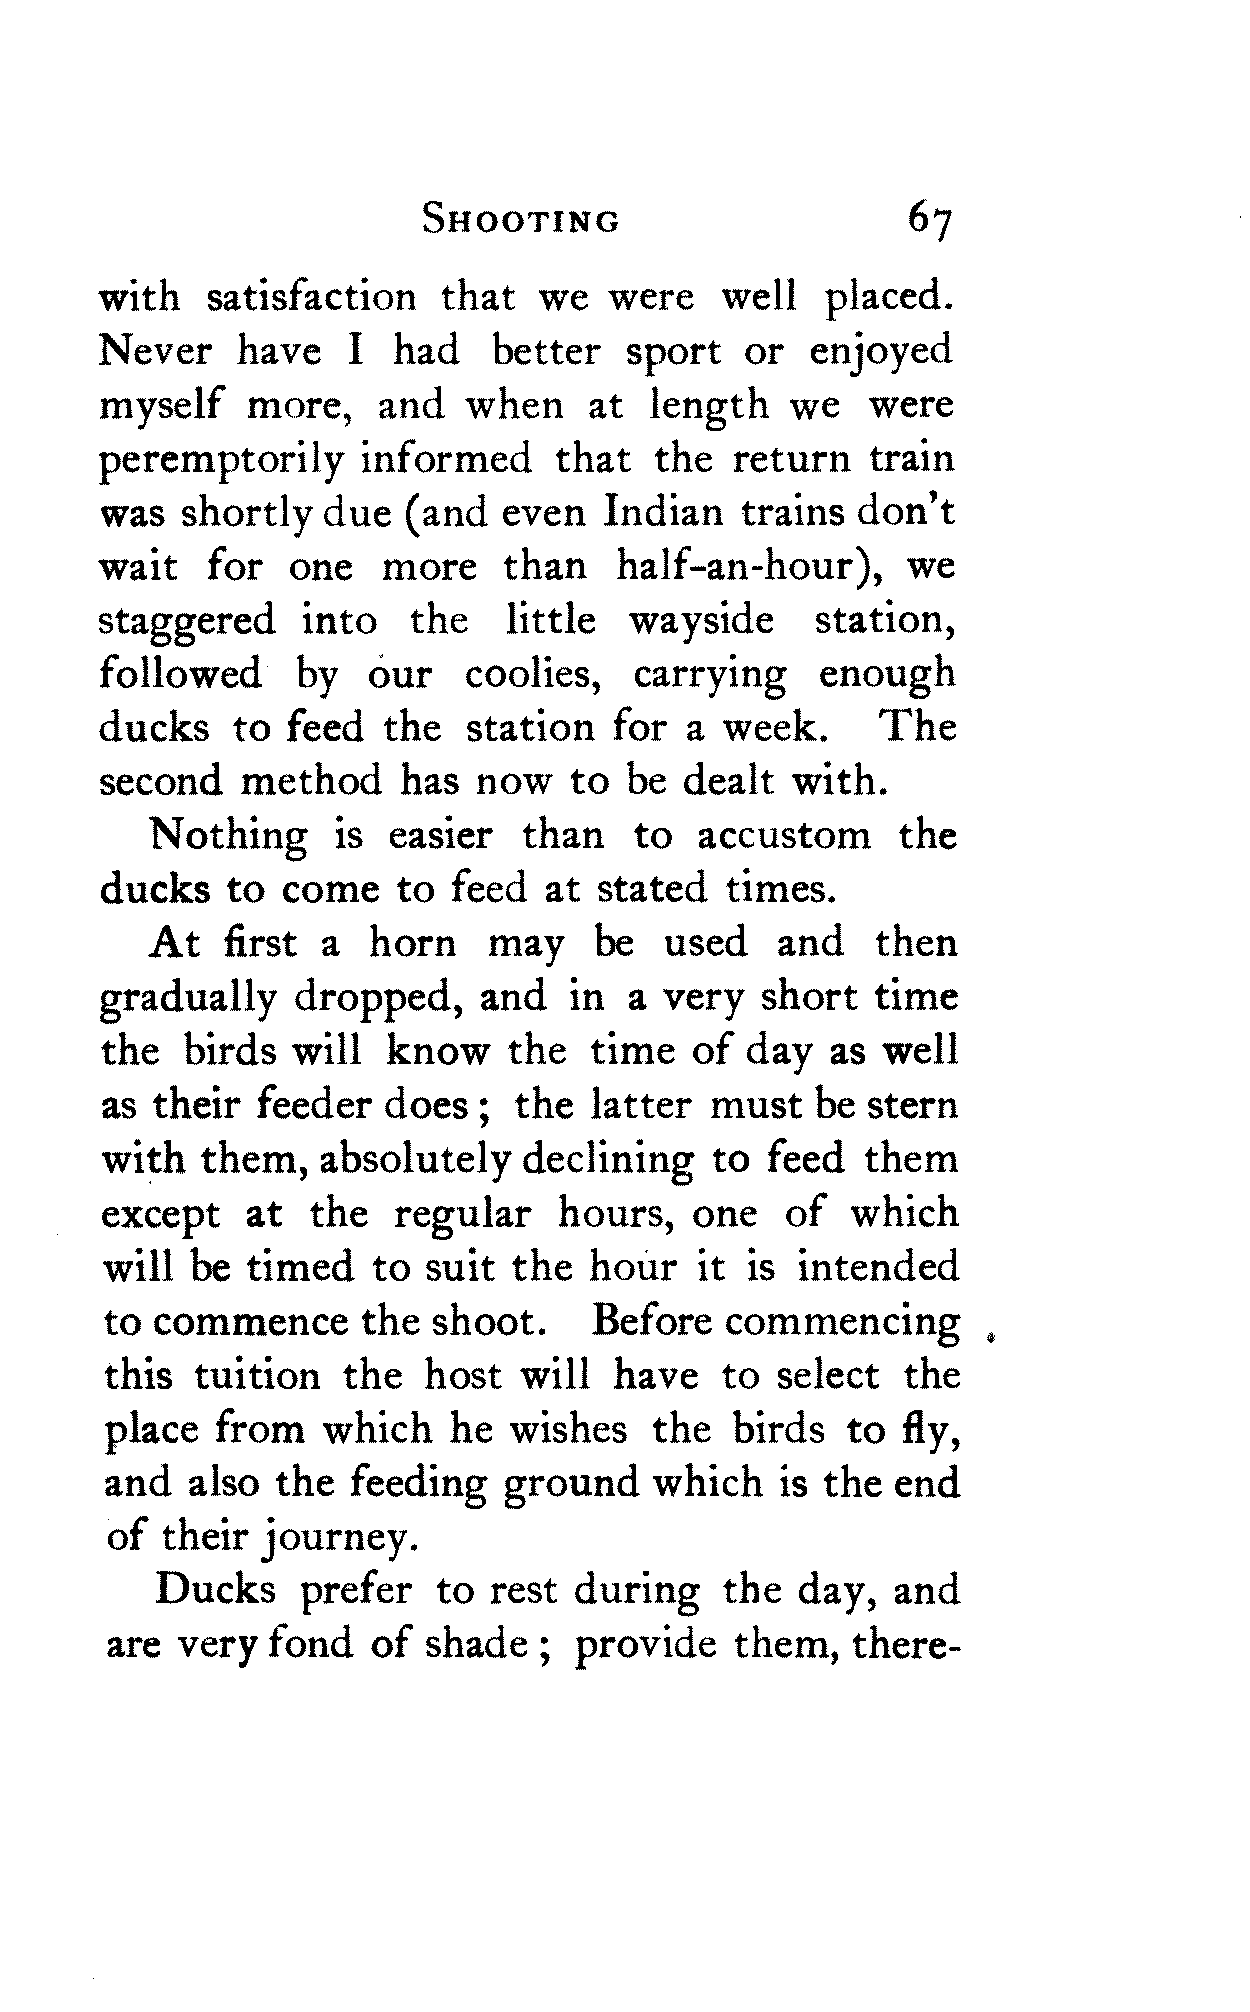 SHOOTING 67
with satisfaction that we were well placed.
Never have I had better sport or enjoyed
myself more, and when at length we were
peremptorily informed that the return train
was shortly due (and even Indian trains don't
wait for one more than half-an-hour), we
staggered into the little wayside station,
followed by our coolies, carrying enough
ducks to feed the station for a week. The
second method has now to be dealt with.
Nothing is easier than to accustom the
ducks to come to feed at stated times.
At first a horn may be used and then
gradually dropped, and in a very short time
the birds will know the time of day as well
as their feeder does; the latter must be stern
with them, absolutely declining to feed them
except at the regular hours, one of which
will be timed to suit the hour it is intended
to commence the shoot. Before commencing
this tuition the host will have to select the
place from which he wishes the birds to fly,
and also the feeding ground which is the end
of their journey.
Ducks prefer to rest during the day, and
are very fond of shade; provide them, there-